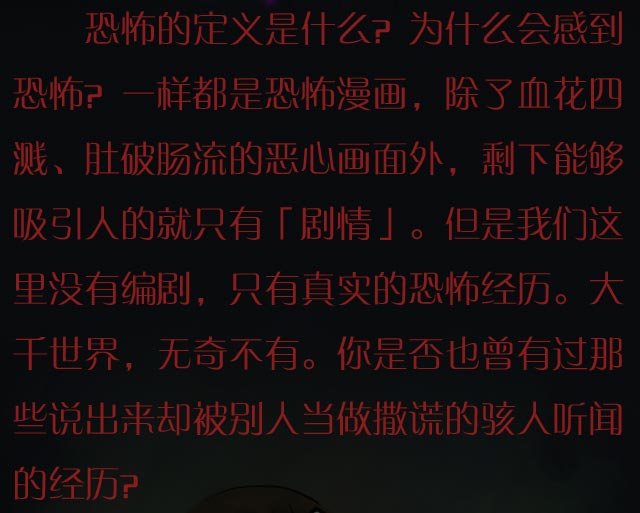 恐怖的定义是什么? 为什么会感到
恐怖? 一样都是恐怖漫画，除了血花四
溅、肚破肠流的恶心画面外，剩下能够
吸引人的就只有「剧情」。但是我们这
里没有编剧，只有真实的恐怖经历。大
千世界，无奇不有。你是否也曾有过那
些说出来却被别人当做撒谎的骇人听闻
的经历?